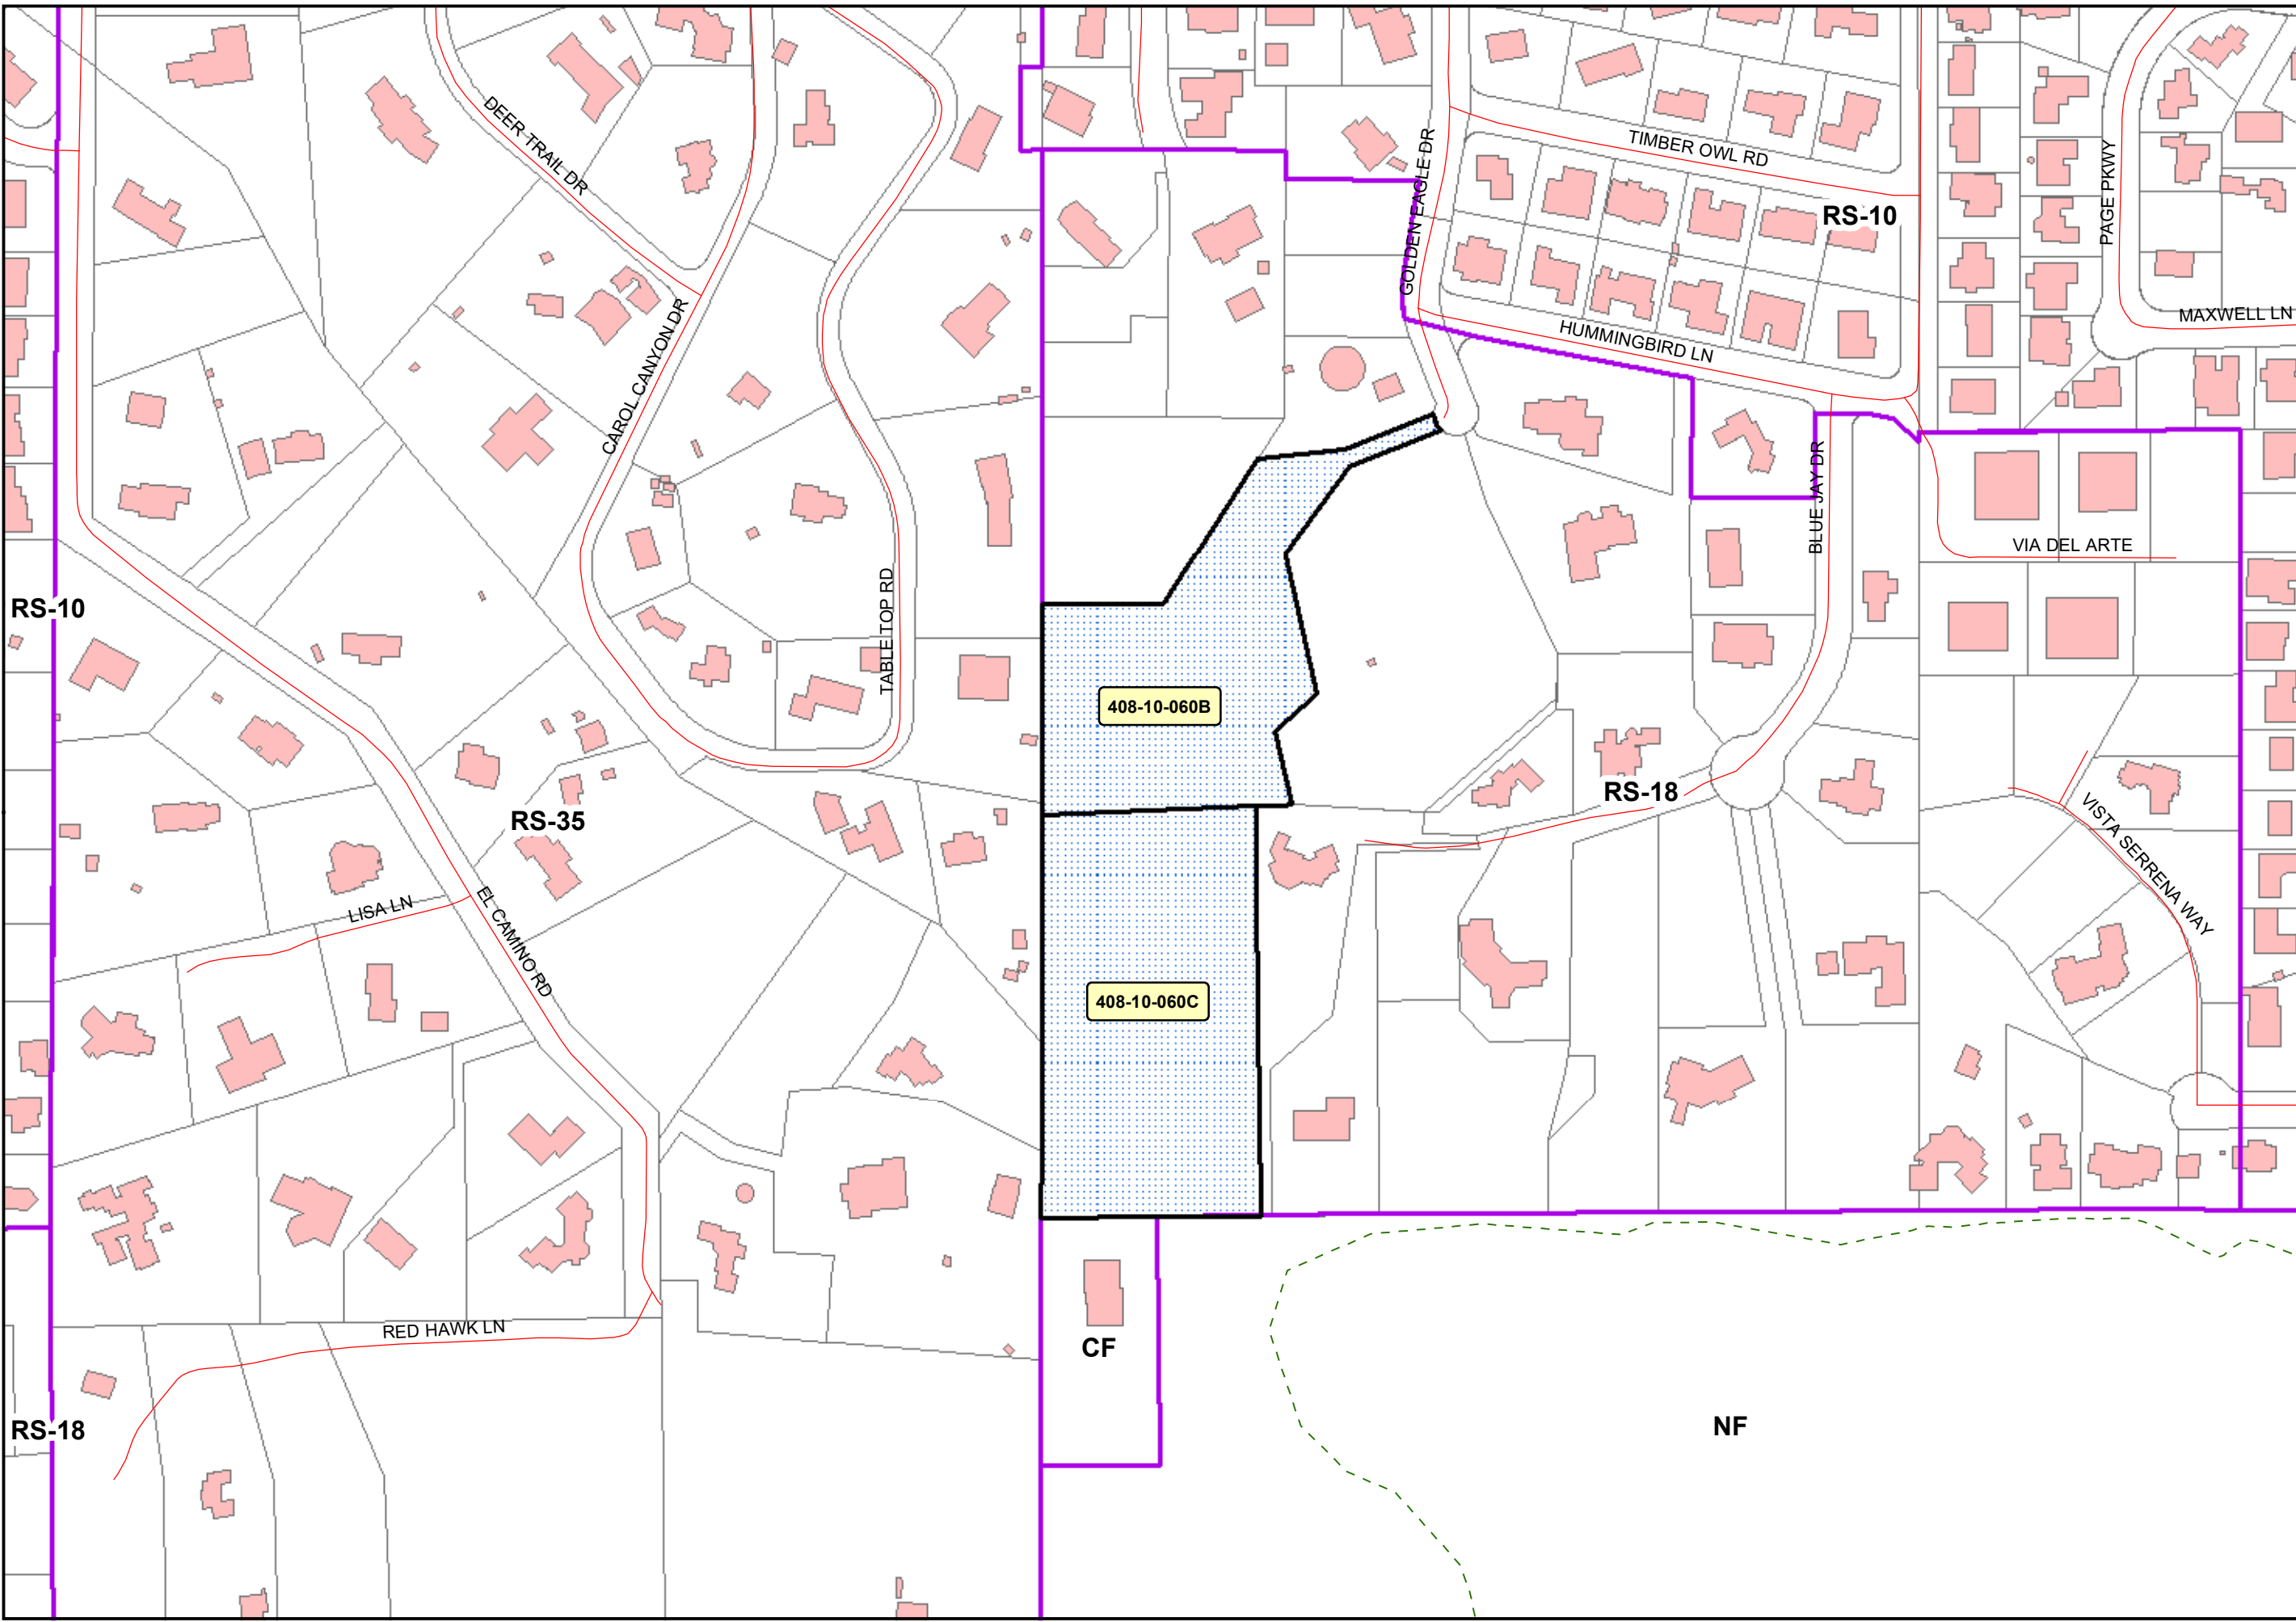 DEER TRAIL DR
TIMBER OWL RD
GOLDEN EAGLE DR
PAGE PKWY
RS-10
MAXWELL LN
HUMMINGBIRD LN
CAROL CANYON DR
BLUE JAY DR
VIA DEL ARTE
RS-10
TABLE TOP RD
408-10-060B
RS-18
RS-35
VISTA SERRENA WAY
LISA LN
EL CAMINO RD
408-10-060C
RED HAWK LN
CF
RS-18
NF